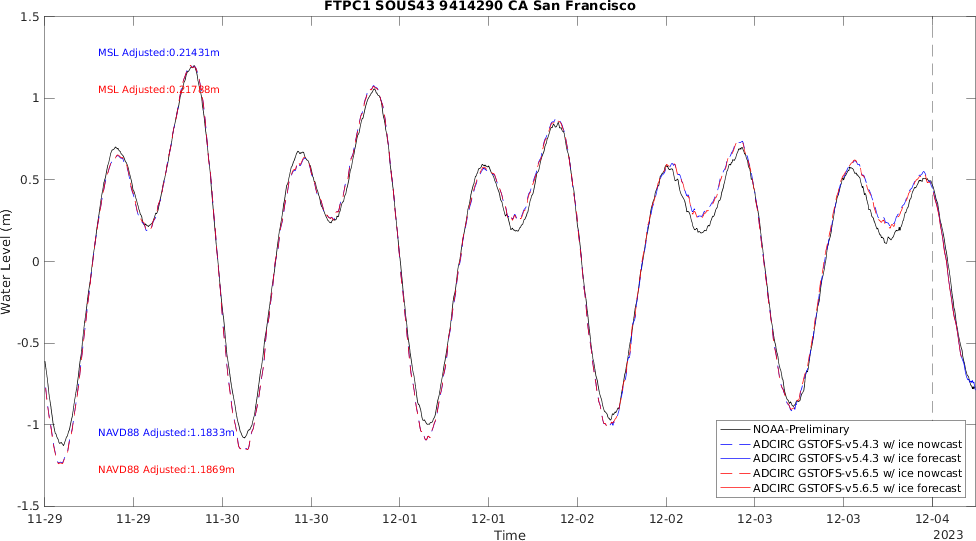 FTPC1 SOUS43 9414290 CA San Francisco
1.5
MSL Adjusted:0.21431m
1
MSL Adjusted:0.21788m
0.5
Water Level (m)
0
-0.5
-1
NAVD88 Adjusted:1.1833m
NAVD88 Adjusted:1.1869m
-1.5
NOAA-Preliminary
ADCIRC GSTOFS-v5.4.3 w/ ice nowcast
ADCIRC GSTOFS-v5.4.3 w/ ice forecast
ADCIRC GSTOFS-v5.6.5 w/ ice nowcast
ADCIRC GSTOFS-v5.6.5 w/ ice forecast
11-29 11-29 11-30 11-30 12-01 12-01 12-02 12-02 12-03 12-03 12-04
Time
2023